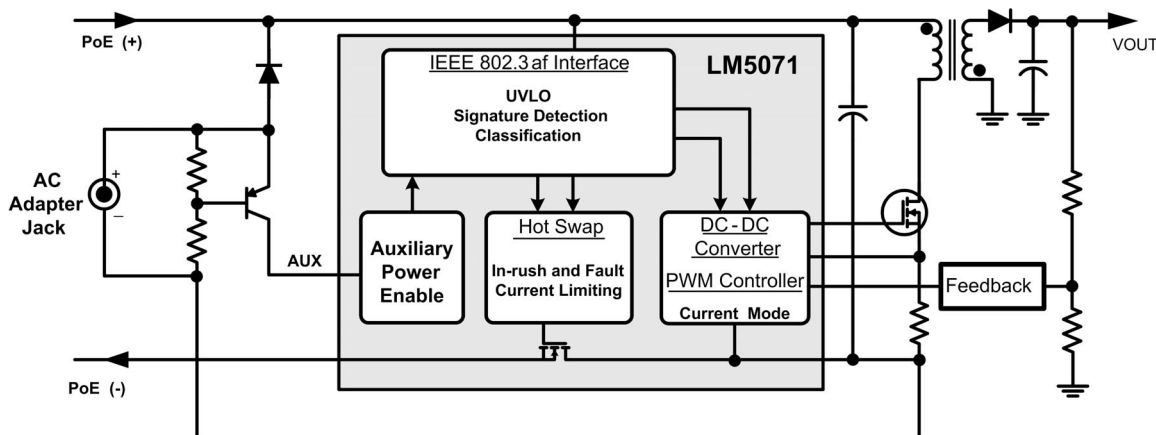 PoE (+)
VOUT
IEEE 802.3af Interface
LM5071
UVLO
Signature Detection
Classification
AC
Adapter
Jack
+
–
AUX
Auxiliary
Power
Enable
Hot Swap
In-rush and Fault
Current Limiting
DC-DC
Converter
PWM Controller
Current Mode
Feedback
PoE (-)